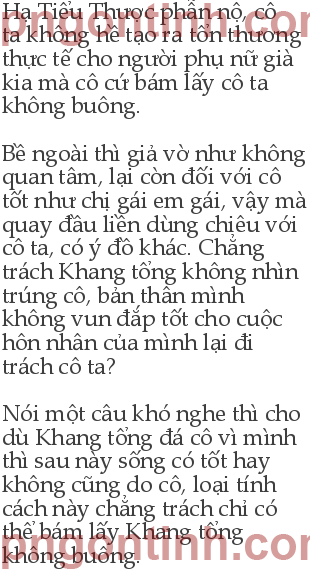 Hạ Tiểu Thược phẫn nộ, cô
ta không hề tạo ra tổn thương
thực tế cho người phụ nữ già
kia mà cô cứ bám lấy cô ta
không buông.
Bề ngoài thì giả vờ như không
quan tâm, lại còn đối với cô
tốt như chị gái em gái, vậy mà
quay đầu liền dùng chiêu với
cô ta, có ý đồ khác. Chẳng
trách Khang tổng không nhìn
trúng cô, bản thân mình
không vun đắp tốt cho cuộc
hôn nhân của mình lại đi
trách cô ta?
Nói một câu khó nghe thì cho
dù Khang tổng đá cô vì mình
thì sau này sống có tốt hay
không cũng do cô, loại tính
cách này chẳng trách chỉ có
thể bám lấy Khang tổng
không buông.
pngontinh.com
pngontinh.com